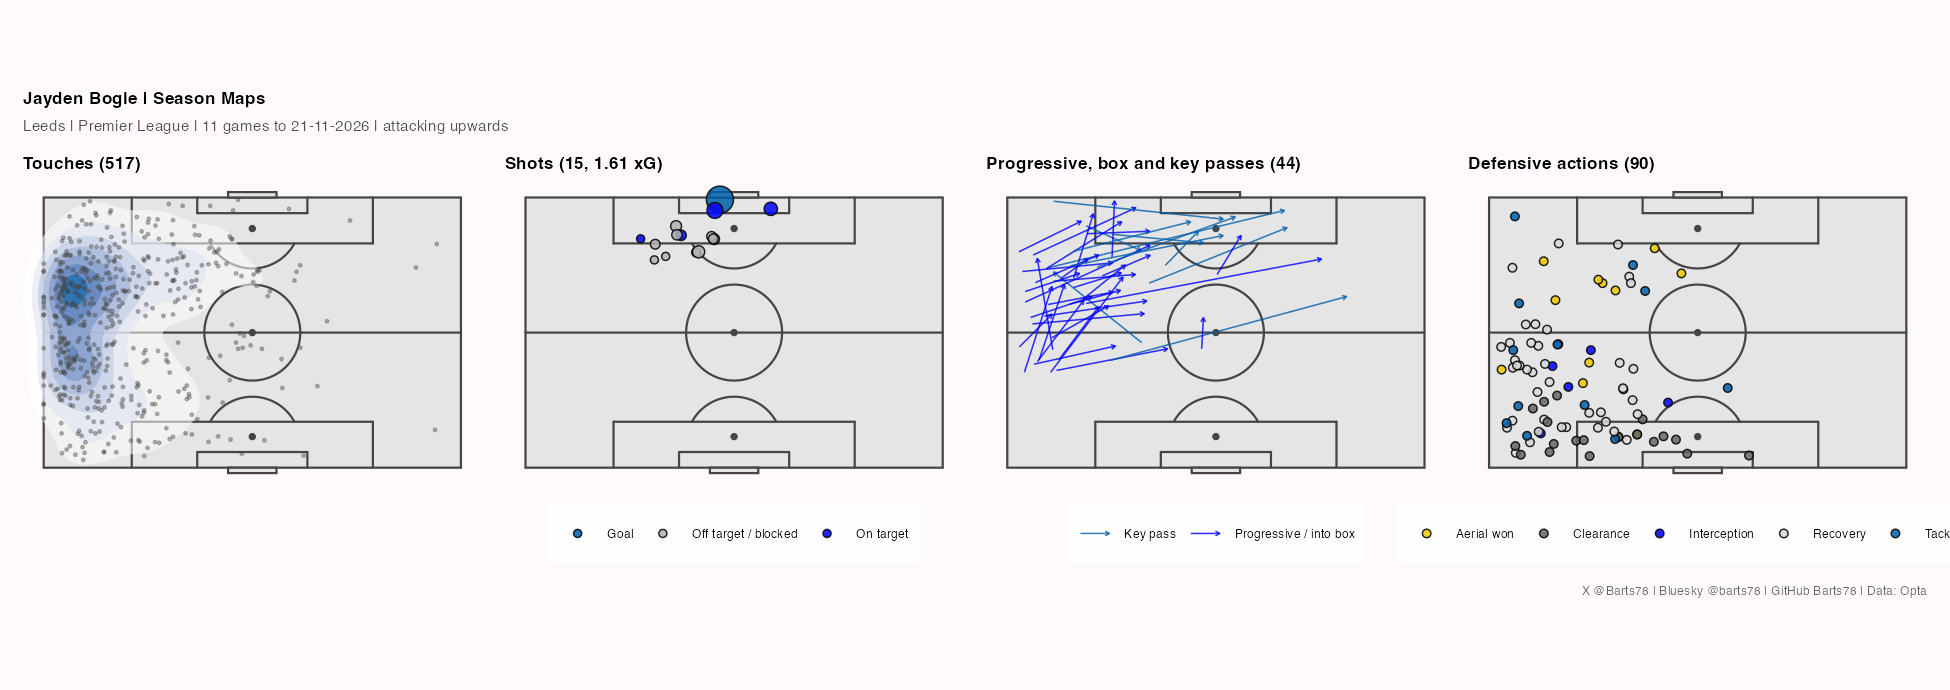 Jayden Bogle | Season Maps
Leeds | Premier League | 11 games to 21-11-2026 | attacking upwards
Touches (517)
Shots (15, 1.61 xG)
Progressive, box and key passes (44)
Defensive actions (90)
Goal Off target / blocked On target
Key pass Progressive / into box
Aerial won Clearance Interception Recovery Tack
X @Barts78 | Bluesky @barts78 | GitHub Barts78 | Data: Opta